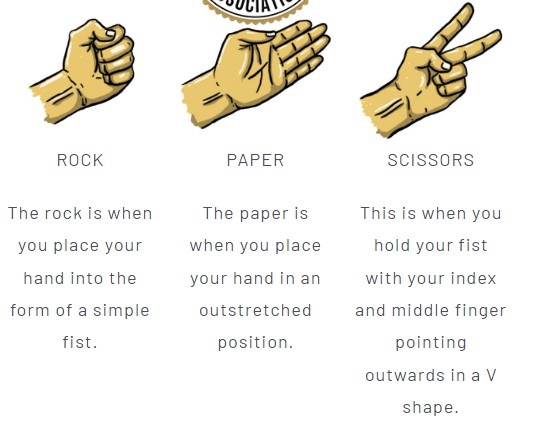 ROCK
The rock is when
you place your
hand into the
form of a simple
fist.
PAPER
The paper is
when you place
your hand in an
outstretched
position.
SCISSORS
This is when you
hold your fist
with your index
and middle finger
pointing
outwards in a V
shape.